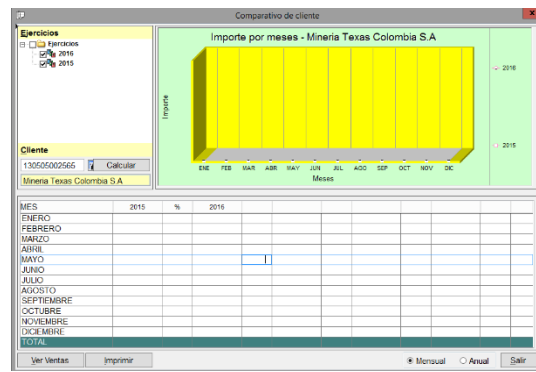 Comparativo de cliente
Ejercicios
Ejercicios
2016
2015
Cliente
130505002565 Calcular
Mineria Texas Colombia S.A
Importe por meses - Mineria Texas Colombia S.A
Importe
ENE FEB MAR ABR MAY JUN JUL AGO SEP OCT NOV DIC
Meses
2016
2015
MES 2015 % 2016
ENERO
FEBRERO
MARZO
ABRIL
MAYO
JUNIO
JULIO
AGOSTO
SEPTIEMBRE
OCTUBRE
NOVIEMBRE
DICIEMBRE
TOTAL
Ver Ventas Imprimir Mensual Anual Salir